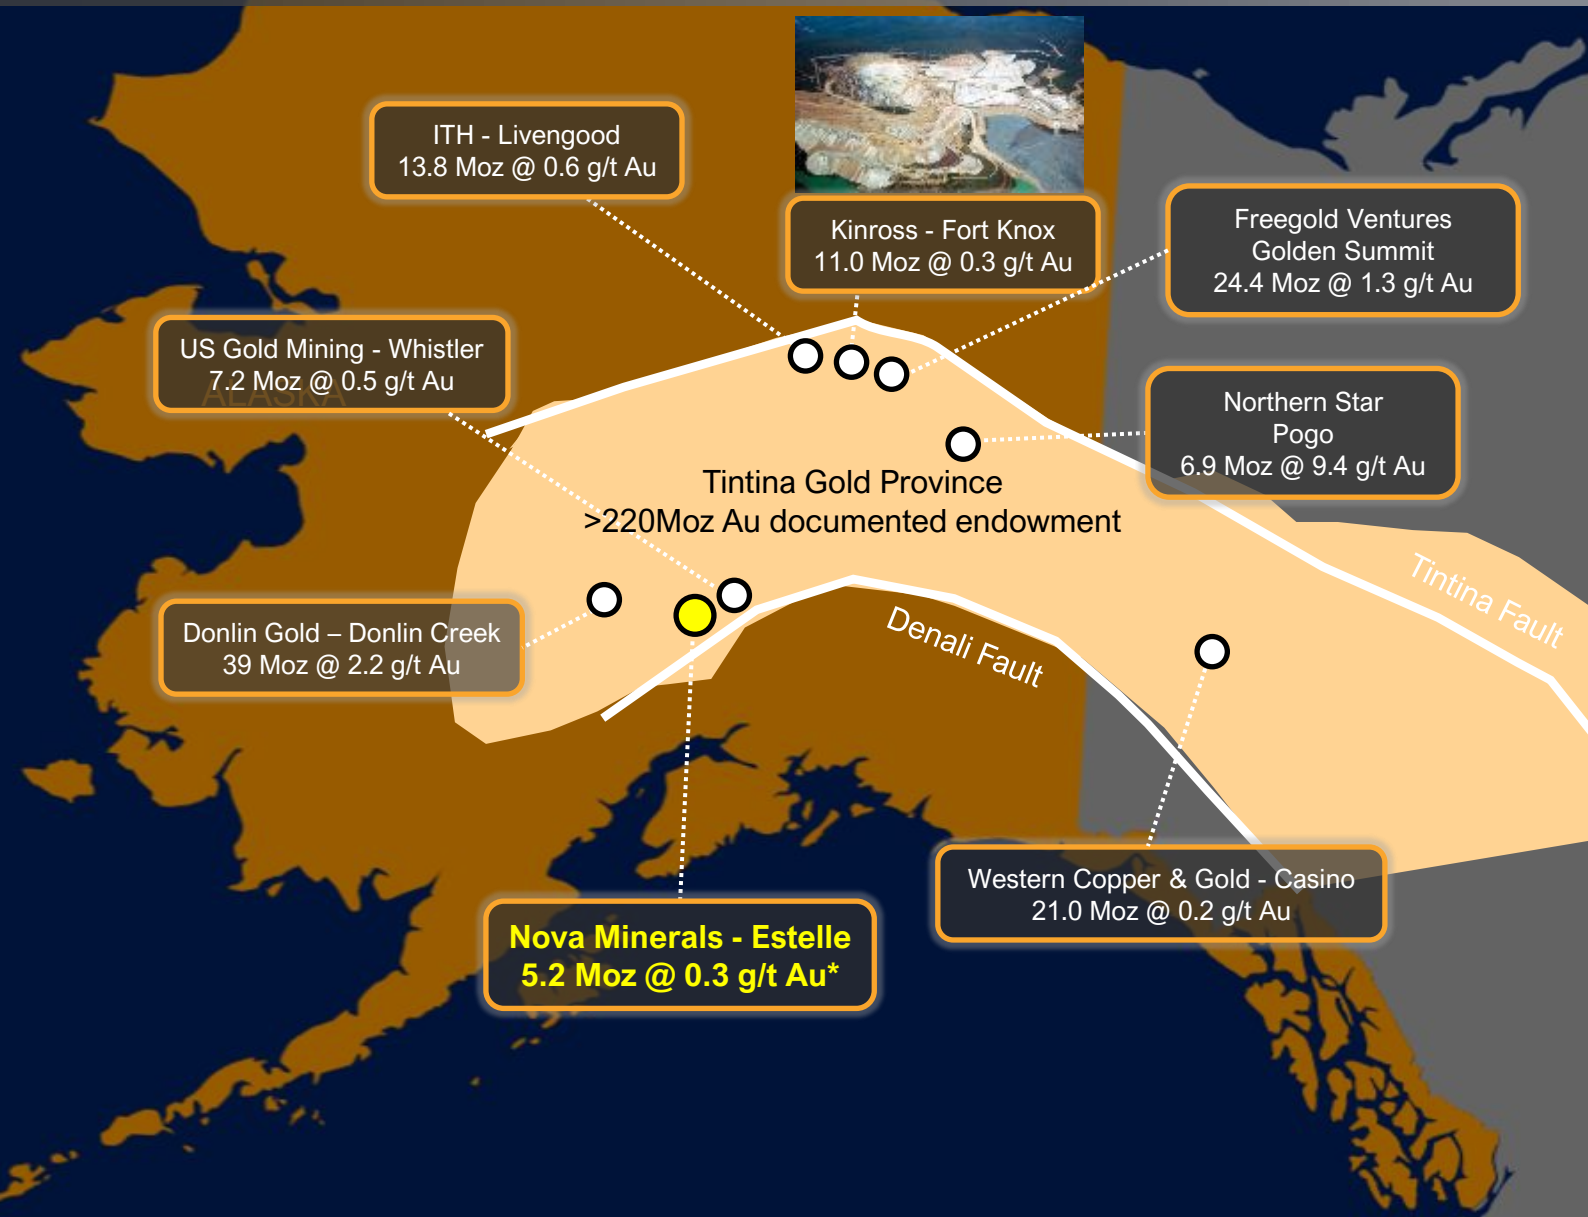 ITH - Livengood
13.8 Moz @ 0.6 g/t Au
Kinross - Fort Knox
11.0 Moz @ 0.3 g/t Au
Freegold Ventures
Golden Summit
24.4 Moz @ 1.3 g/t Au
US Gold Mining - Whistler
7.2 Moz @ 0.5 g/t Au
ALASKA
Northern Star
Pogo
6.9 Moz @ 9.4 g/t Au
Tintina Gold Province
>220Moz Au documented endowment
Tintina Fault
Denali Fault
Donlin Gold – Donlin Creek
39 Moz @ 2.2 g/t Au
Western Copper & Gold - Casino
21.0 Moz @ 0.2 g/t Au
Nova Minerals - Estelle
5.2 Moz @ 0.3 g/t Au*